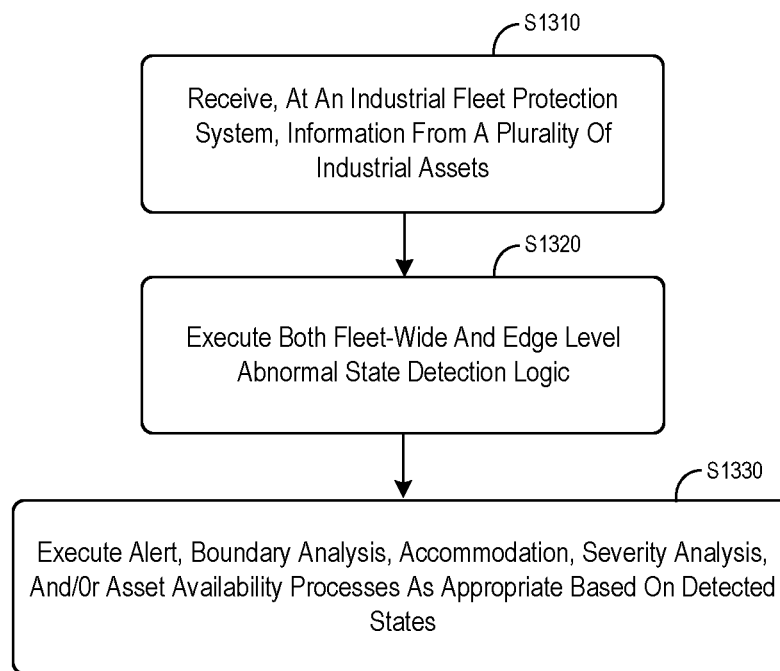 S1310
Receive, At An Industrial Fleet Protection
System, Information From A Plurality Of
Industrial Assets
S1320
Execute Both Fleet-Wide And Edge Level
Abnormal State Detection Logic
S1330
Execute Alert, Boundary Analysis, Accommodation, Severity Analysis,
And/0r Asset Availability Processes As Appropriate Based On Detected
States